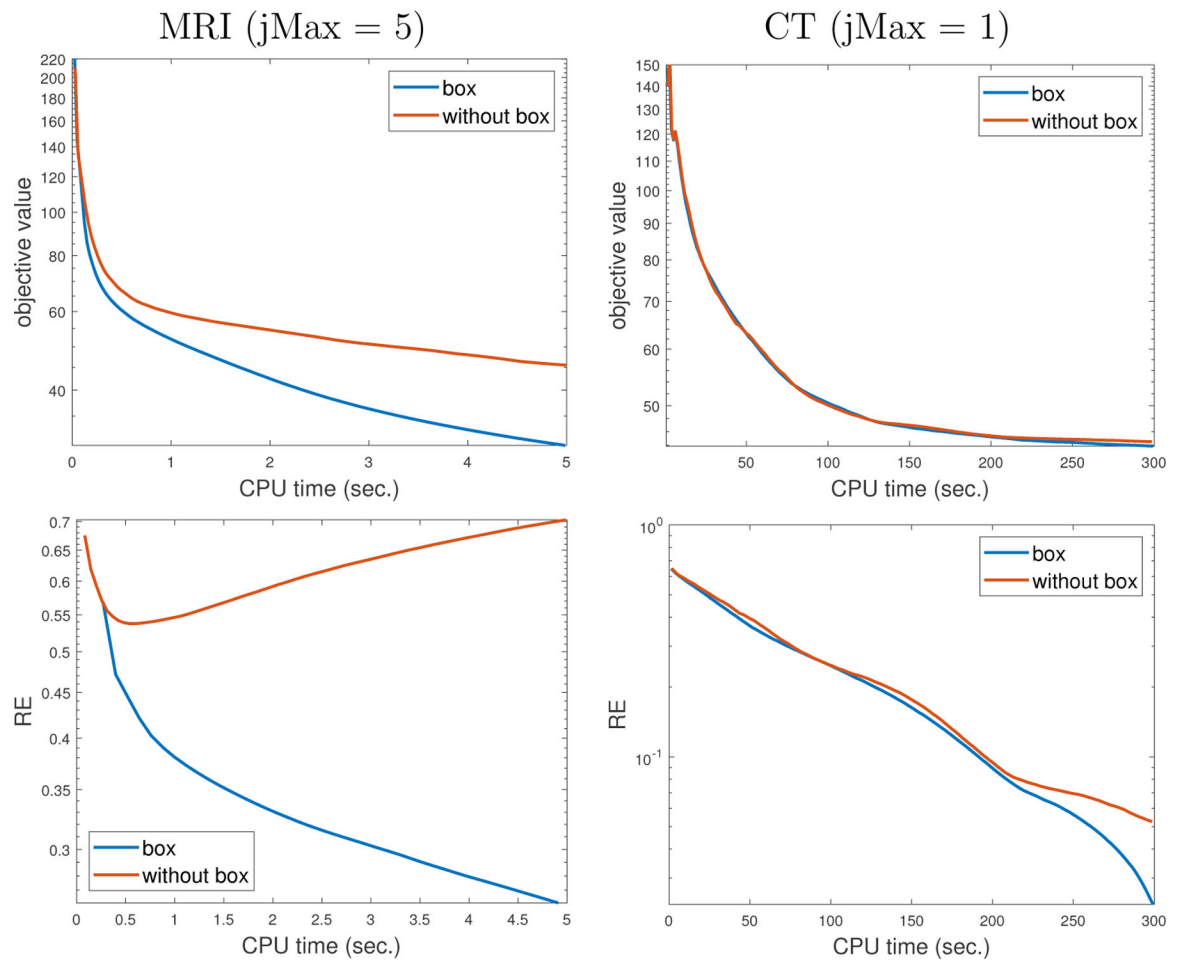 MRI (jMax = 5)
CT (jMax = 1)
220
200
180
160
140
120
100
80
60
40
objective value
box
without box
0 1 2 3 4 5
CPU time (sec.)
150
140
130
120
110
100
90
80
70
60
50
objective value
box
without box
50 100 150 200 250 300
CPU time (sec.)
0.7
0.65
0.6
0.55
0.5
0.45
0.4
0.35
0.3
RE
box
without box
0 0.5 1 1.5 2 2.5 3 3.5 4 4.5 5
CPU time (sec.)
10^0
10^-1
RE
box
without box
0 50 100 150 200 250 300
CPU time (sec.)